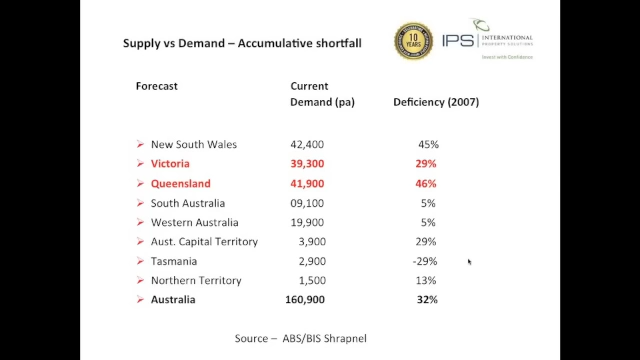 Supply vs Demand – Accumulative shortfall
10
YEARS
IPS INTERNATIONAL
PROPERTY SOLUTIONS
Invest with Confidence
Forecast Current
Demand (pa) Deficiency (2007)
New South Wales 42,400 45%
Victoria 39,300 29%
Queensland 41,900 46%
South Australia 09,100 5%
Western Australia 19,900 5%
Aust. Capital Territory 3,900 29%
Tasmania 2,900 -29%
Northern Territory 1,500 13%
Australia 160,900 32%
Source – ABS/BIS Shrapnel